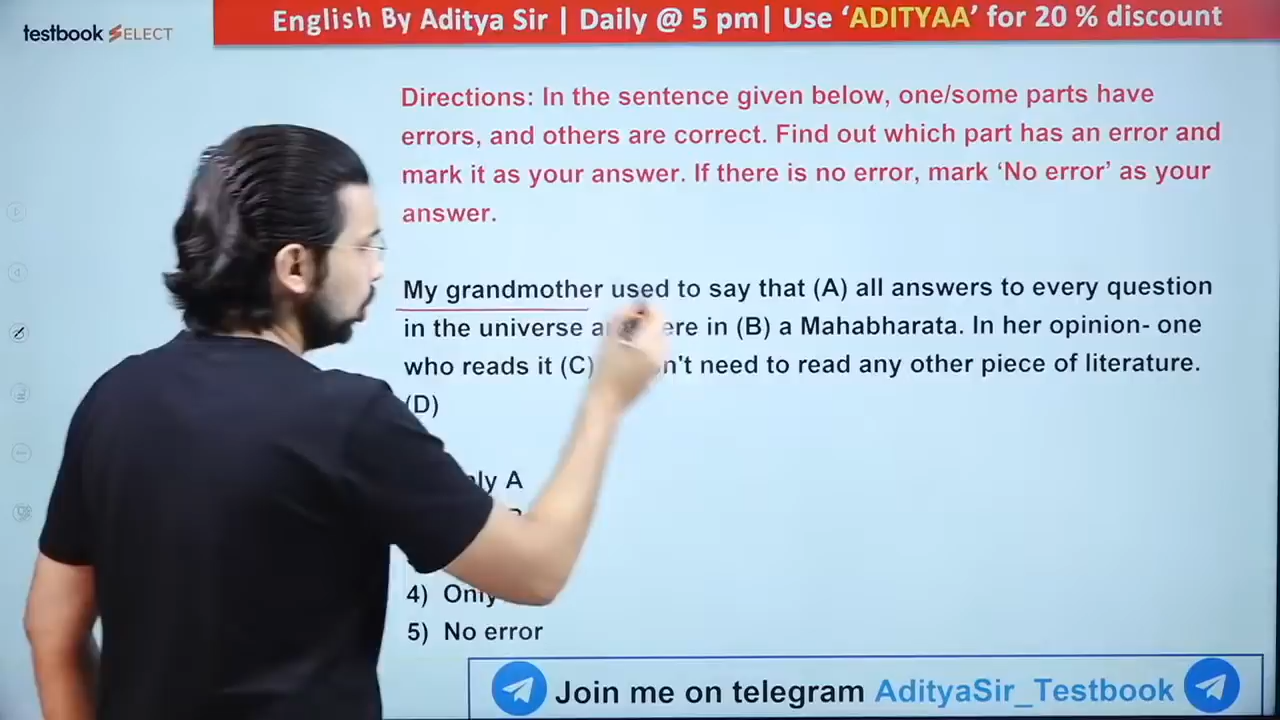 testbook SELECT
English By Aditya Sir | Daily @ 5 pm| Use ‘ADITYAA’ for 20 % discount
Directions: In the sentence given below, one/some parts have
errors, and others are correct. Find out which part has an error and
mark it as your answer. If there is no error, mark ‘No error’ as your
answer.
My grandmother used to say that (A) all answers to every question
in the universe in (B) a Mahabharata. In her opinion- one
who reads it (C) need to read any other piece of literature.
(D)
A
4) Only
5) No error
Join me on telegram AdityaSir_Testbook